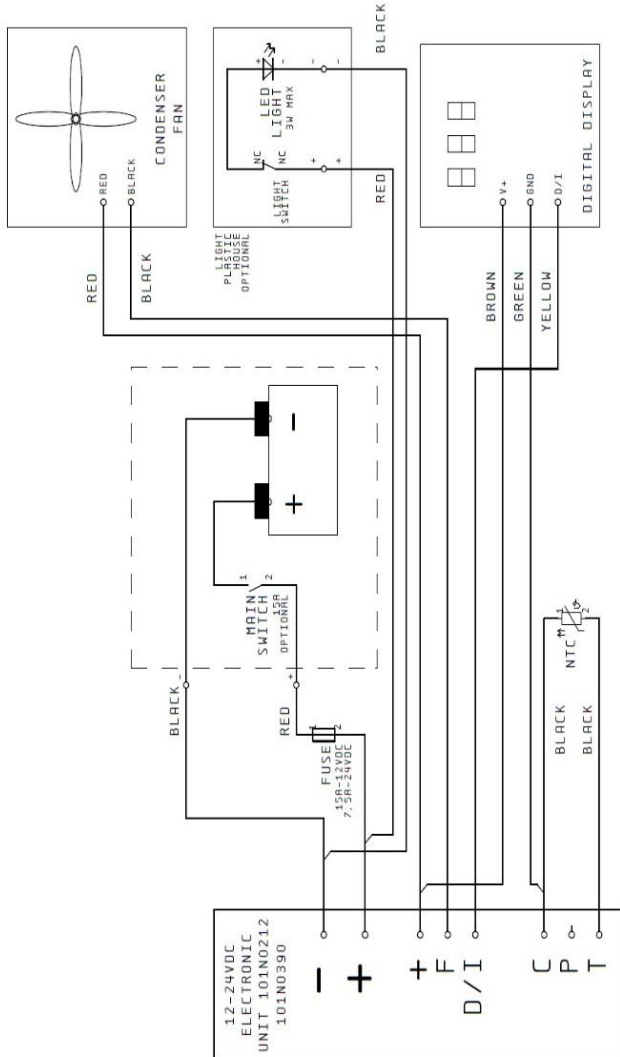 CONDENSER
FAN
RED
BLACK
RED
BLACK
+
-
-
-
LED
LIGHT
3W MAX
NC
NC
+
+
LIGHT
SWITCH
LIGHT
PLASTIC
HOUSE
OPTIONAL
BLACK
RED
DIGITAL DISPLAY
V+
GND
D/I
BROWN
GREEN
YELLOW
-
+
1
2
MAIN
SWITCH
15A
OPTIONAL
-
+
BLACK
RED
1
2
FUSE
15A-12VDC
7.5A-24VDC
1
2
NTC
BLACK
BLACK
12-24VDC
ELECTRONIC
UNIT 101N0212
101N0390
-
+
+
F
D/I
C
P
T